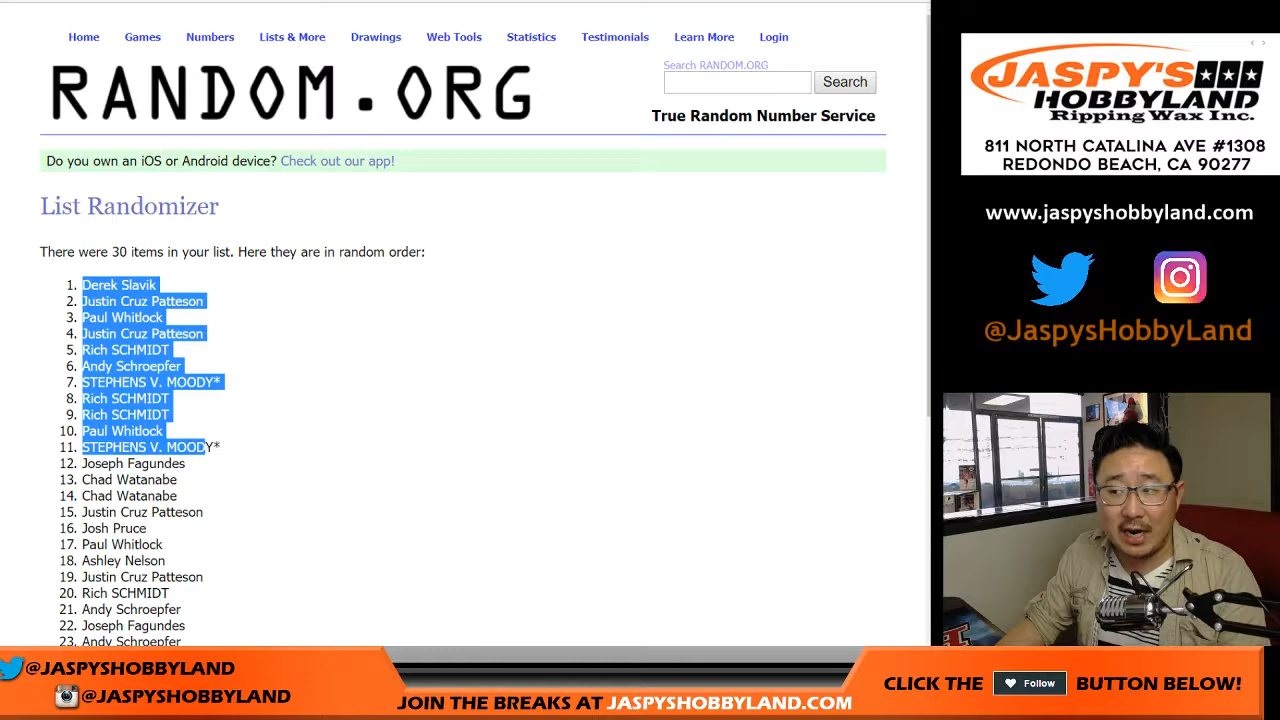 Home Games Numbers Lists & More Drawings Web Tools Statistics Testimonials Learn More Login
RANDOM.ORG
Search RANDOM.ORG
Search
True Random Number Service
Do you own an iOS or Android device? Check out our app!
List Randomizer
There were 30 items in your list. Here they are in random order:
1. Derek Slavik
2. Justin Cruz Patteson
3. Paul Whitlock
4. Justin Cruz Patteson
5. Rich SCHMIDT
6. Andy Schroepfer
7. STEPHENS V. MOODY*
8. Rich SCHMIDT
9. Rich SCHMIDT
10. Paul Whitlock
11. STEPHENS V. MOODY*
12. Joseph Fagundes
13. Chad Watanabe
14. Chad Watanabe
15. Justin Cruz Patteson
16. Josh Pruce
17. Paul Whitlock
18. Ashley Nelson
19. Justin Cruz Patteson
20. Rich SCHMIDT
21. Andy Schroepfer
22. Joseph Fagundes
23. Andy Schroepfer
JASPY'S
HOBBYLAND
Ripping Wax Inc.
811 NORTH CATALINA AVE #1308
REDONDO BEACH, CA 90277
www.jaspyshobbyland.com
@JaspysHobbyLand
@JASPYSHOBBYLAND
@JASPYSHOBBYLAND
JOIN THE BREAKS AT JASPYSHOBBYLAND.COM
CLICK THE Follow BUTTON BELOW!